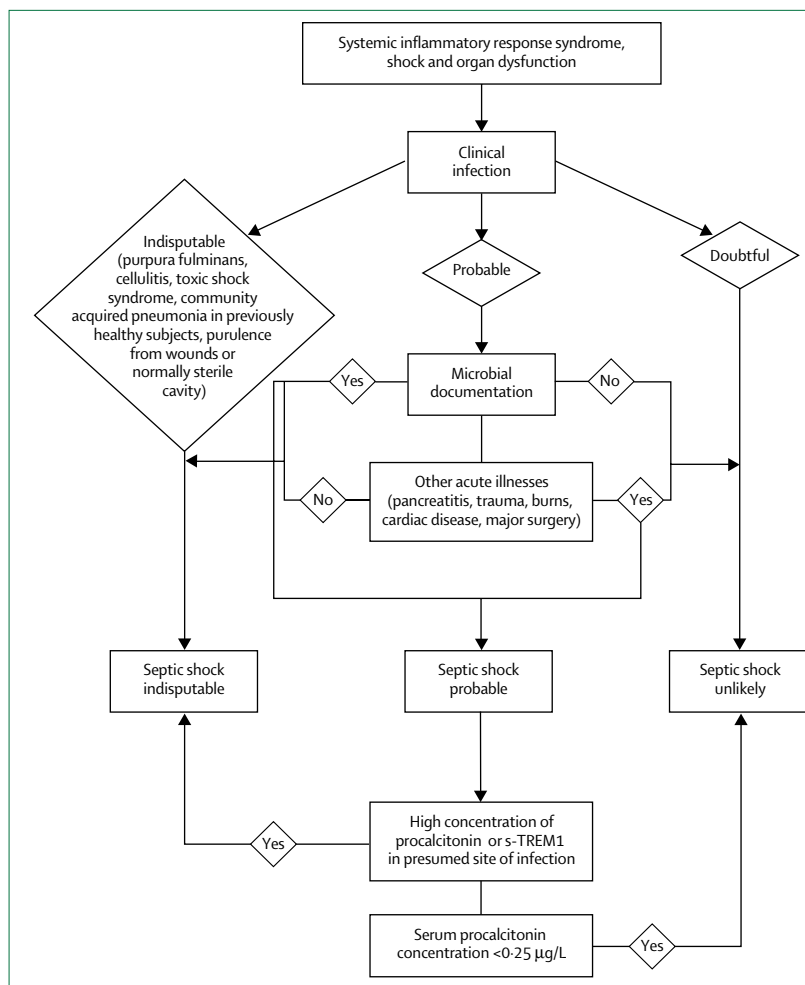 Systemic inflammatory response syndrome,
shock and organ dysfunction
Clinical
infection
Indisputable
(purpura fulminans,
cellulitis, toxic shock
syndrome, community
acquired pneumonia in previously
healthy subjects, purulence
from wounds or
normally sterile
cavity)
Probable
Doubtful
Yes
Microbial
documentation
No
No
Other acute illnesses
(pancreatitis, trauma, burns,
cardiac disease, major surgery)
Yes
Septic shock
indisputable
Septic shock
probable
Septic shock
unlikely
Yes
High concentration of
procalcitonin or s-TREM1
in presumed site of infection
Serum procalcitonin
concentration <0·25 µg/L
Yes